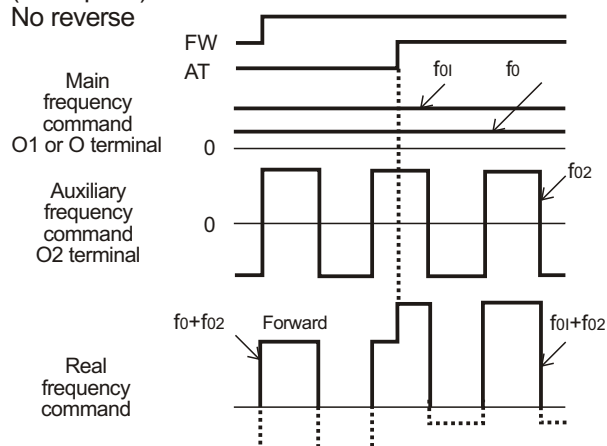 No reverse
FW
AT
f0I
f0
Main
frequency
command
O1 or O terminal
0
f02
Auxiliary
frequency
command
O2 terminal
0
f0+f02
Forward
f0I+f02
Real
frequency
command